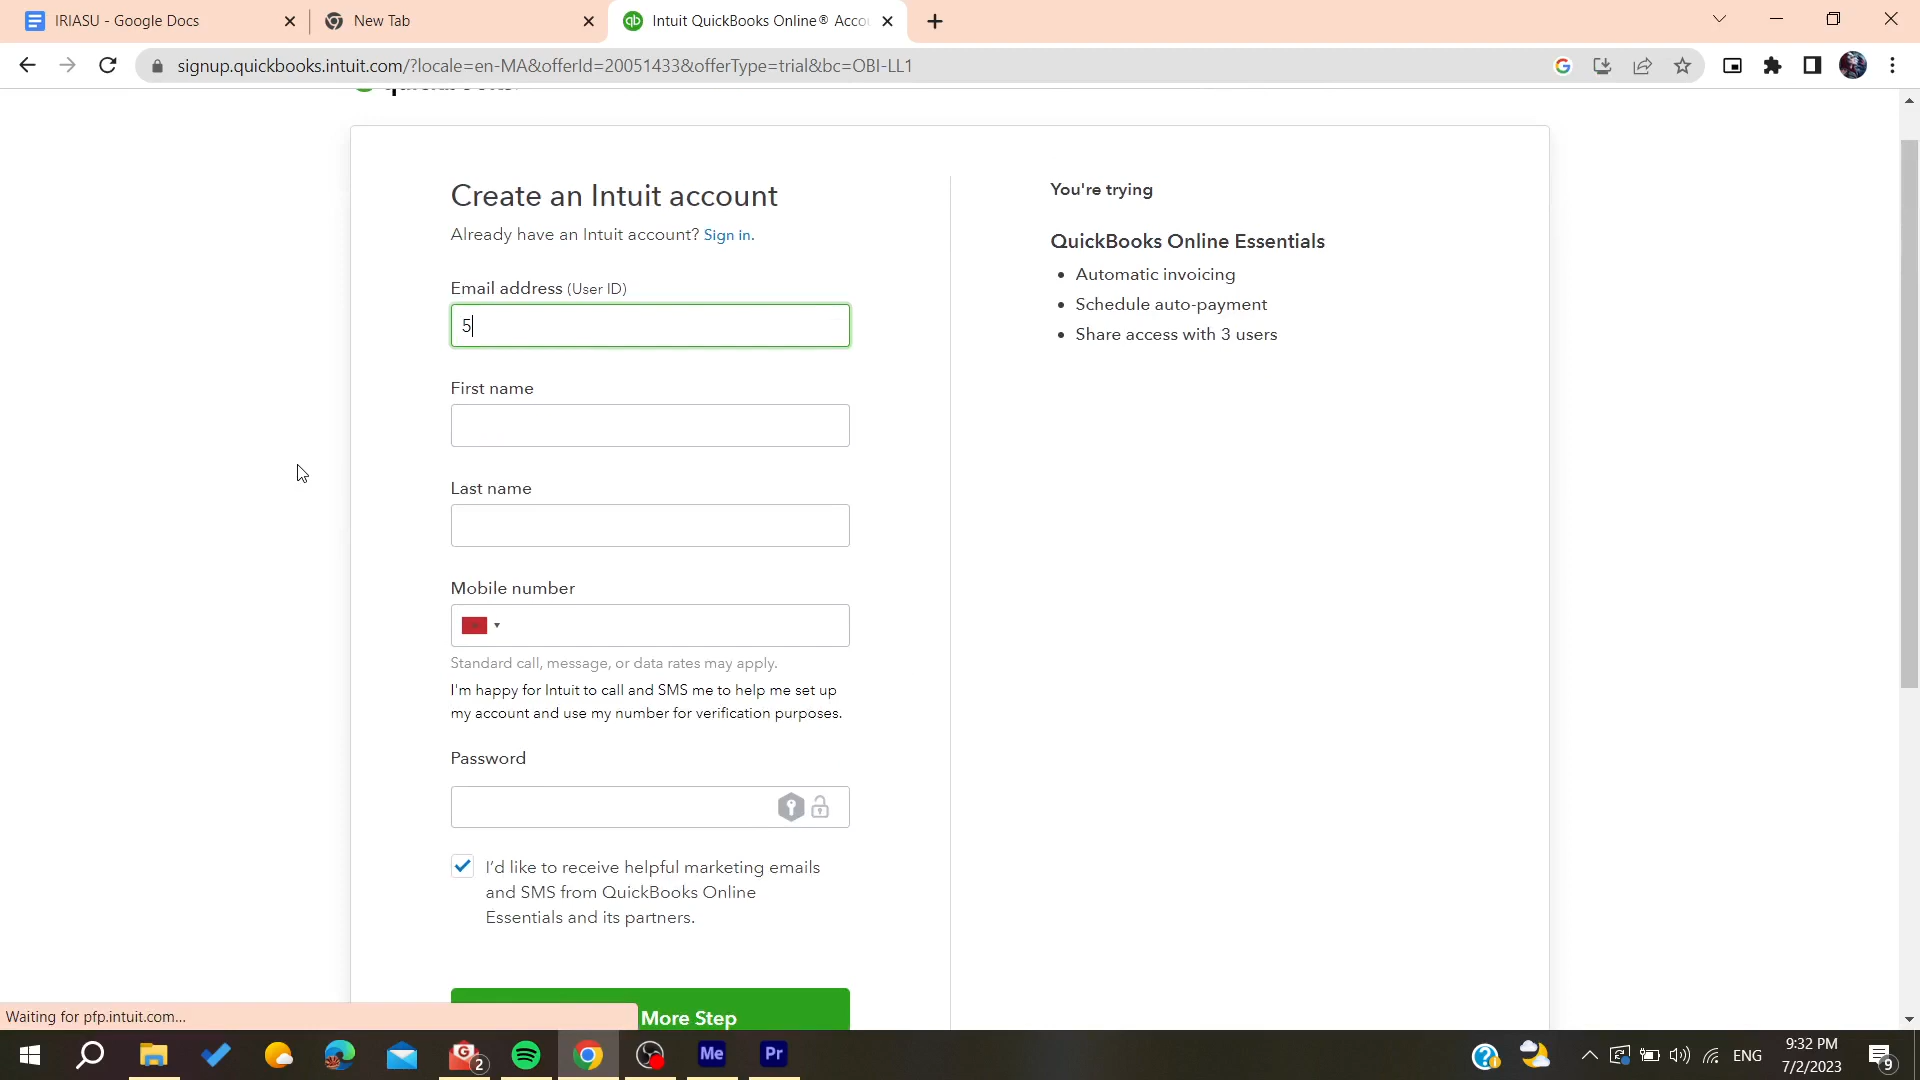 IRIASU - Google Docs
New Tab
Intuit QuickBooks Online® Accou
signup.quickbooks.intuit.com/?locale=en-MA&offerId=20051433&offerType=trial&bc=OBI-LL1
Create an Intuit account
Already have an Intuit account? Sign in.
Email address (User ID)
5
First name
Last name
Mobile number
Standard call, message, or data rates may apply.
I'm happy for Intuit to call and SMS me to help me set up
my account and use my number for verification purposes.
Password
I'd like to receive helpful marketing emails
and SMS from QuickBooks Online
Essentials and its partners.
More Step
You're trying
QuickBooks Online Essentials
Automatic invoicing
Schedule auto-payment
Share access with 3 users
Waiting for pfp.intuit.com...
2
Me
Pr
ENG
9:32 PM
7/2/2023
9